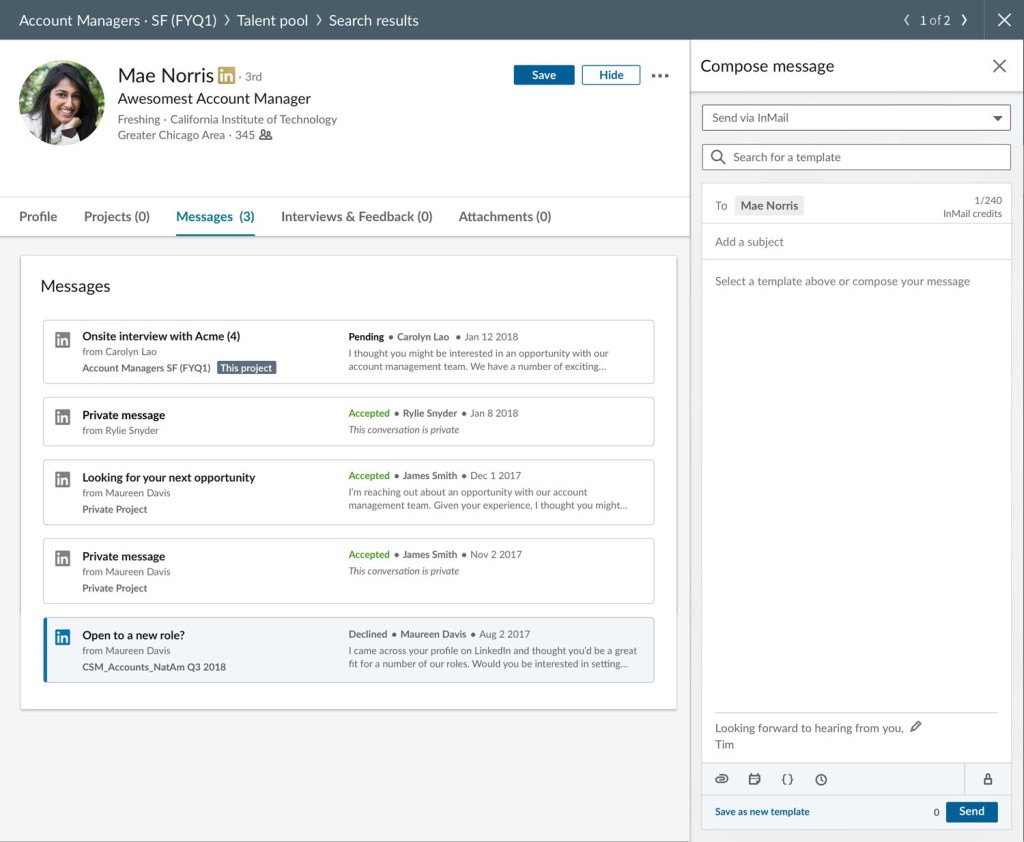 Account Managers · SF (FYQ1) > Talent pool > Search results
< 1 of 2 >
Mae Norris in · 3rd
Awesomest Account Manager
Freshing · California Institute of Technology
Greater Chicago Area · 345
Save
Hide
Profile
Projects (0)
Messages (3)
Interviews & Feedback (0)
Attachments (0)
Messages
in
Onsite interview with Acme (4)
from Carolyn Lao
Account Managers SF (FYQ1) This project
Pending • Carolyn Lao • Jan 12 2018
I thought you might be interested in an opportunity with our
account management team. We have a number of exciting...
in
Private message
from Rylie Snyder
Accepted • Rylie Snyder • Jan 8 2018
This conversation is private
in
Looking for your next opportunity
from Maureen Davis
Private Project
Accepted • James Smith • Dec 1 2017
I'm reaching out about an opportunity with our account
management team. Given your experience, I thought you might...
in
Private message
from Maureen Davis
Private Project
Accepted • James Smith • Nov 2 2017
This conversation is private
in
Open to a new role?
from Maureen Davis
CSM_Accounts_NatAm Q3 2018
Declined • Maureen Davis • Aug 2 2017
I came across your profile on LinkedIn and thought you'd be a great
fit for a number of our roles. Would you be interested in setting...
Compose message
Send via InMail
Search for a template
To Mae Norris
1/240
InMail credits
Add a subject
Select a template above or compose your message
Looking forward to hearing from you,
Tim
{}
Save as new template
0
Send